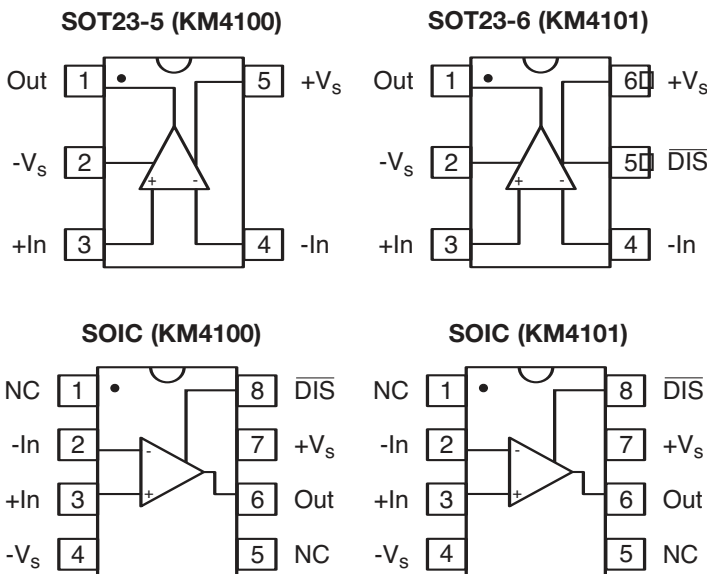 SOT23-5 (KM4100)
Out 1 5 +Vs
-Vs 2
+ -
+In 3 4 -In
SOT23-6 (KM4101)
Out 1 6 +Vs
-Vs 2 5 DIS
+ -
+In 3 4 -In
SOIC (KM4100)
NC 1 8 DIS
-In 2 - 7 +Vs
+In 3 + 6 Out
-Vs 4 5 NC
SOIC (KM4101)
NC 1 8 DIS
-In 2 - 7 +Vs
+In 3 + 6 Out
-Vs 4 5 NC